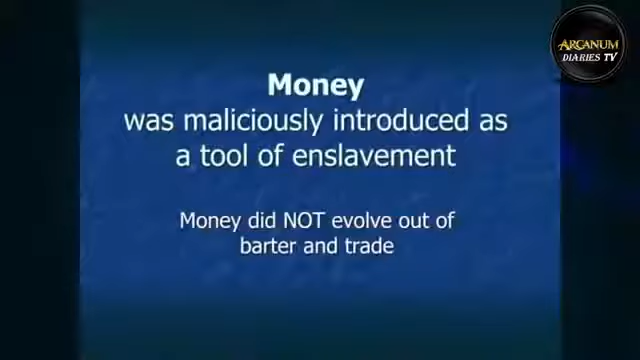 ARCANUM
DIARIES TV
Money
was maliciously introduced as
a tool of enslavement
Money did NOT evolve out of
barter and trade